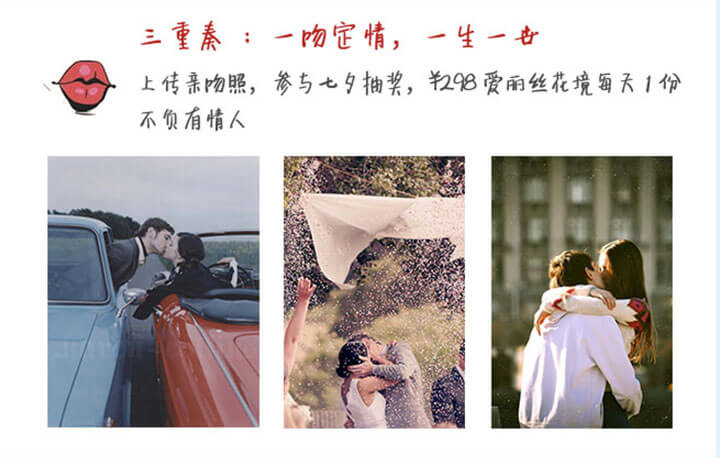 三重奏：一吻定情，一生一世
上传亲吻照，参与七夕抽奖，¥298爱丽丝花境每天1份
不负有情人